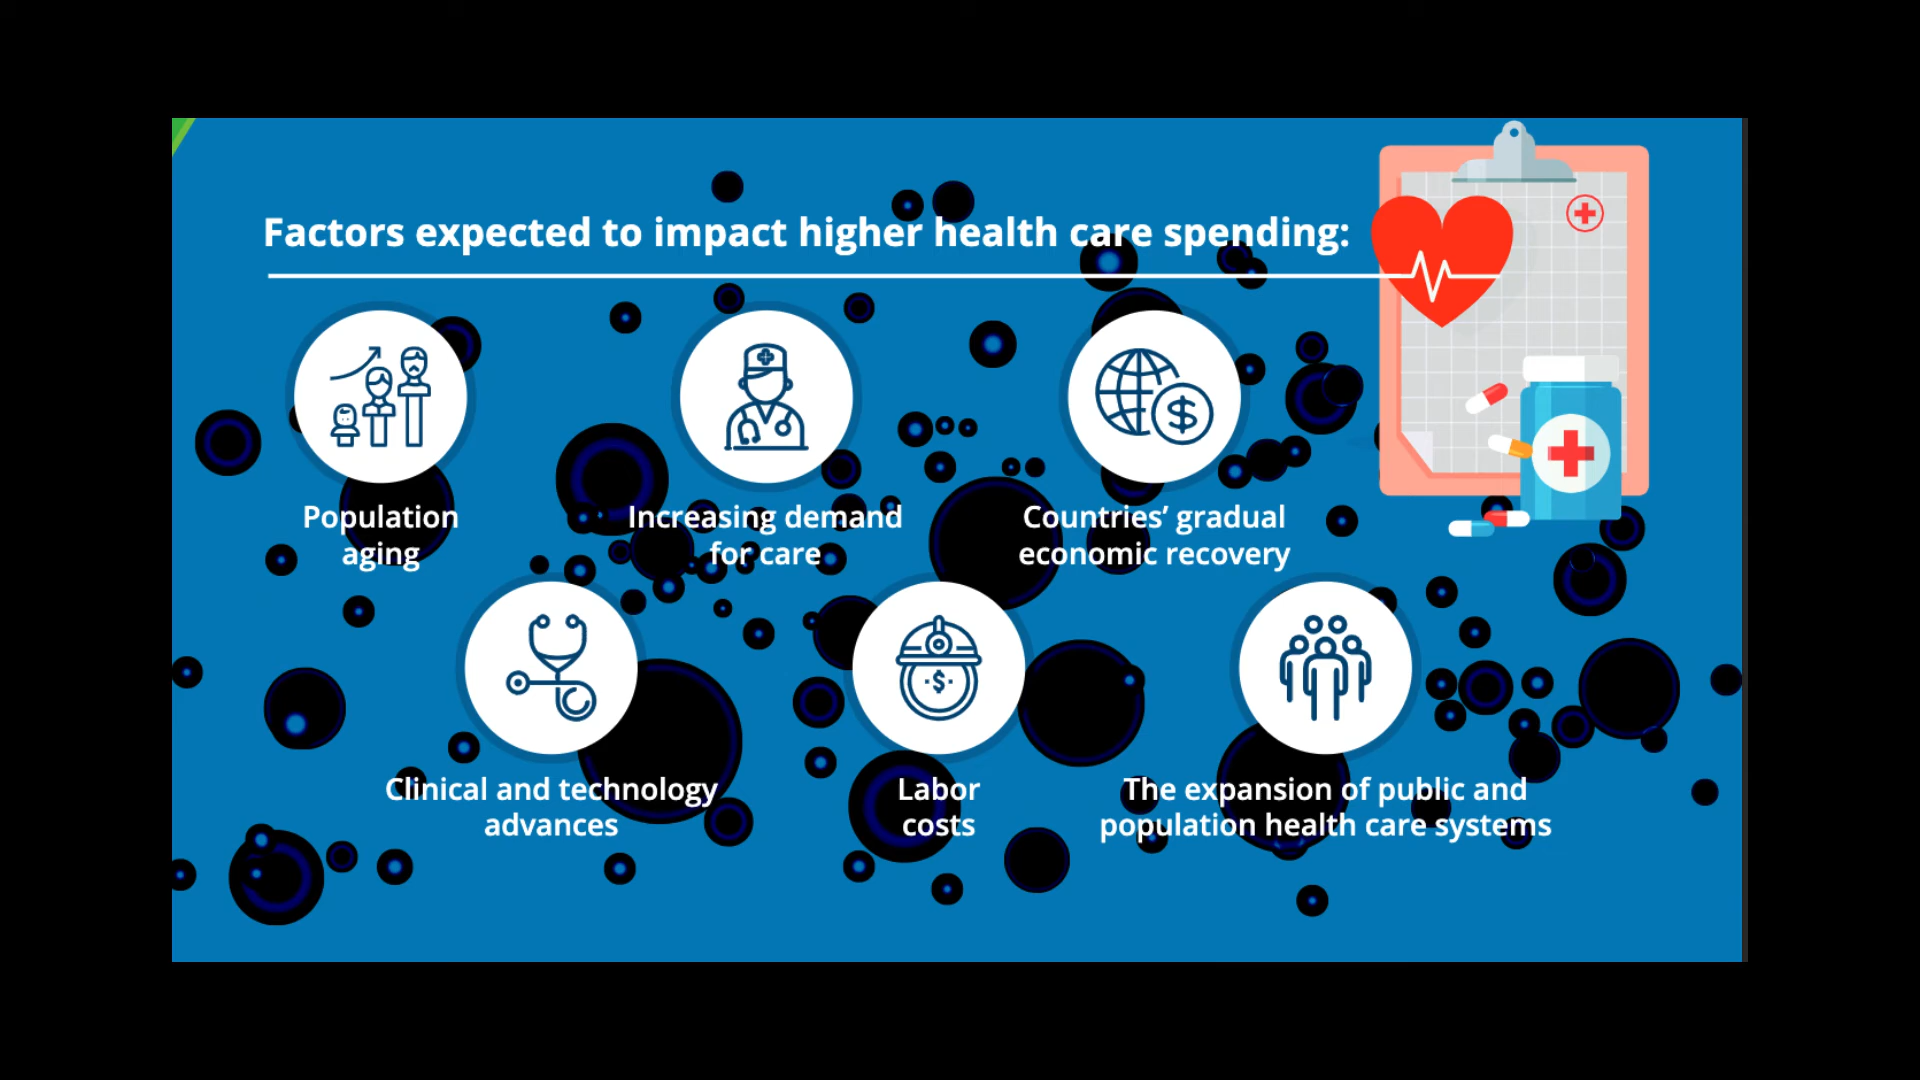 Factors expected to impact higher health care spending:
Population
aging
Increasing demand
for care
Countries’ gradual
economic recovery
Clinical and technology
advances
Labor
costs
The expansion of public and
population health care systems